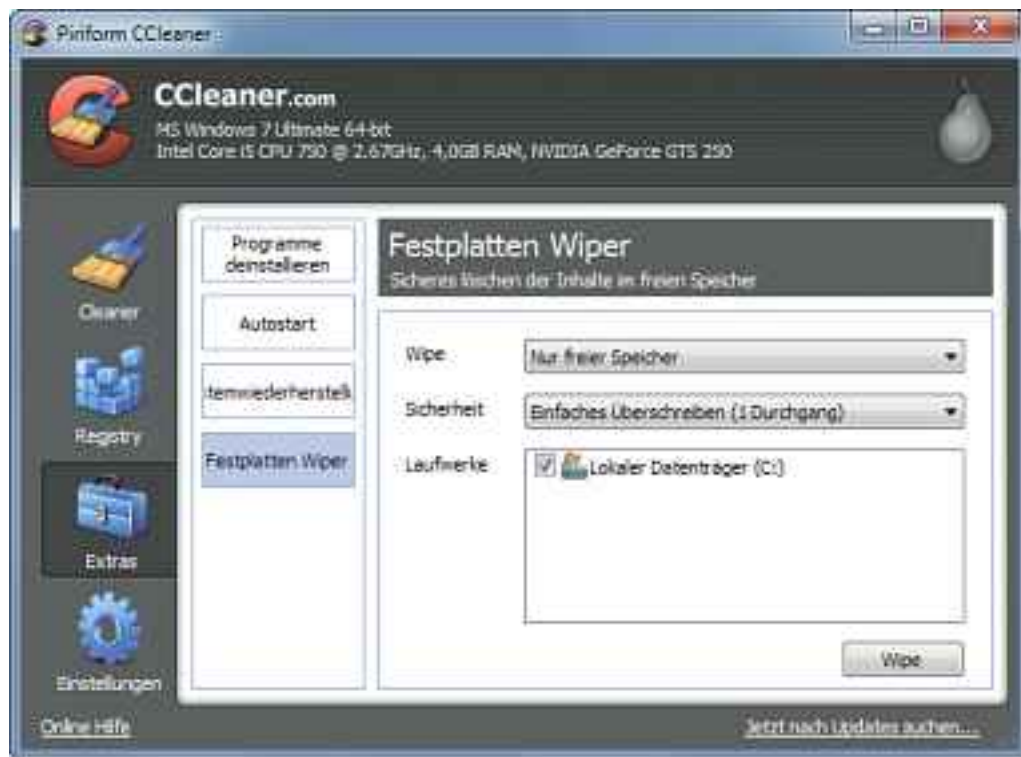 Piriform CCleaner
CCleaner.com
MS Windows 7 Ultimate 64-bit
Intel Core i5 CPU 750 @ 2.67GHz, 4,0GB RAM, NVIDIA GeForce GTS 250
Cleaner
Registry
Extras
Einstellungen
Programme
deinstallieren
Autostart
temwiederherstell
Festplatten Wiper
Festplatten Wiper
Sicheres löschen der Inhalte im freien Speicher
Wipe
Nur freier Speicher
Sicherheit
Einfaches Überschreiben (1 Durchgang)
Laufwerke
Lokaler Datenträger (C:)
Wipe
Online Hilfe
Jetzt nach Updates suchen...